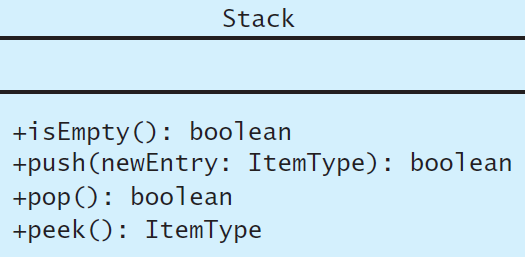 Stack
+isEmpty(): boolean
+push(newEntry: ItemType): boolean
+pop(): boolean
+peek(): ItemType